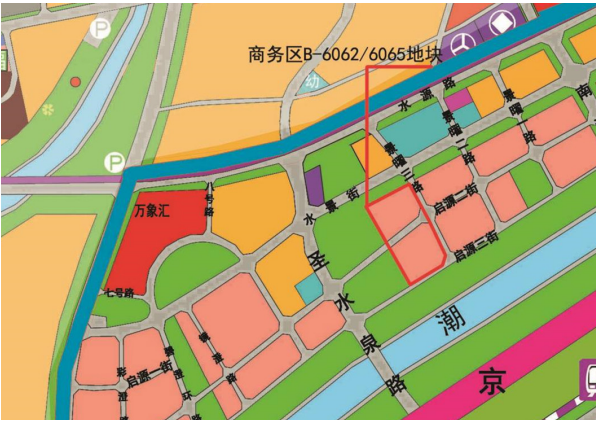 P
商务区B-6062/6065地块
幼
水源路
南
景曜路
景曜二路
景曜三路
P
八号路
万象汇
水景街
启源二街
启源三街
七号路
圣水泉路
潮
启源一街
京